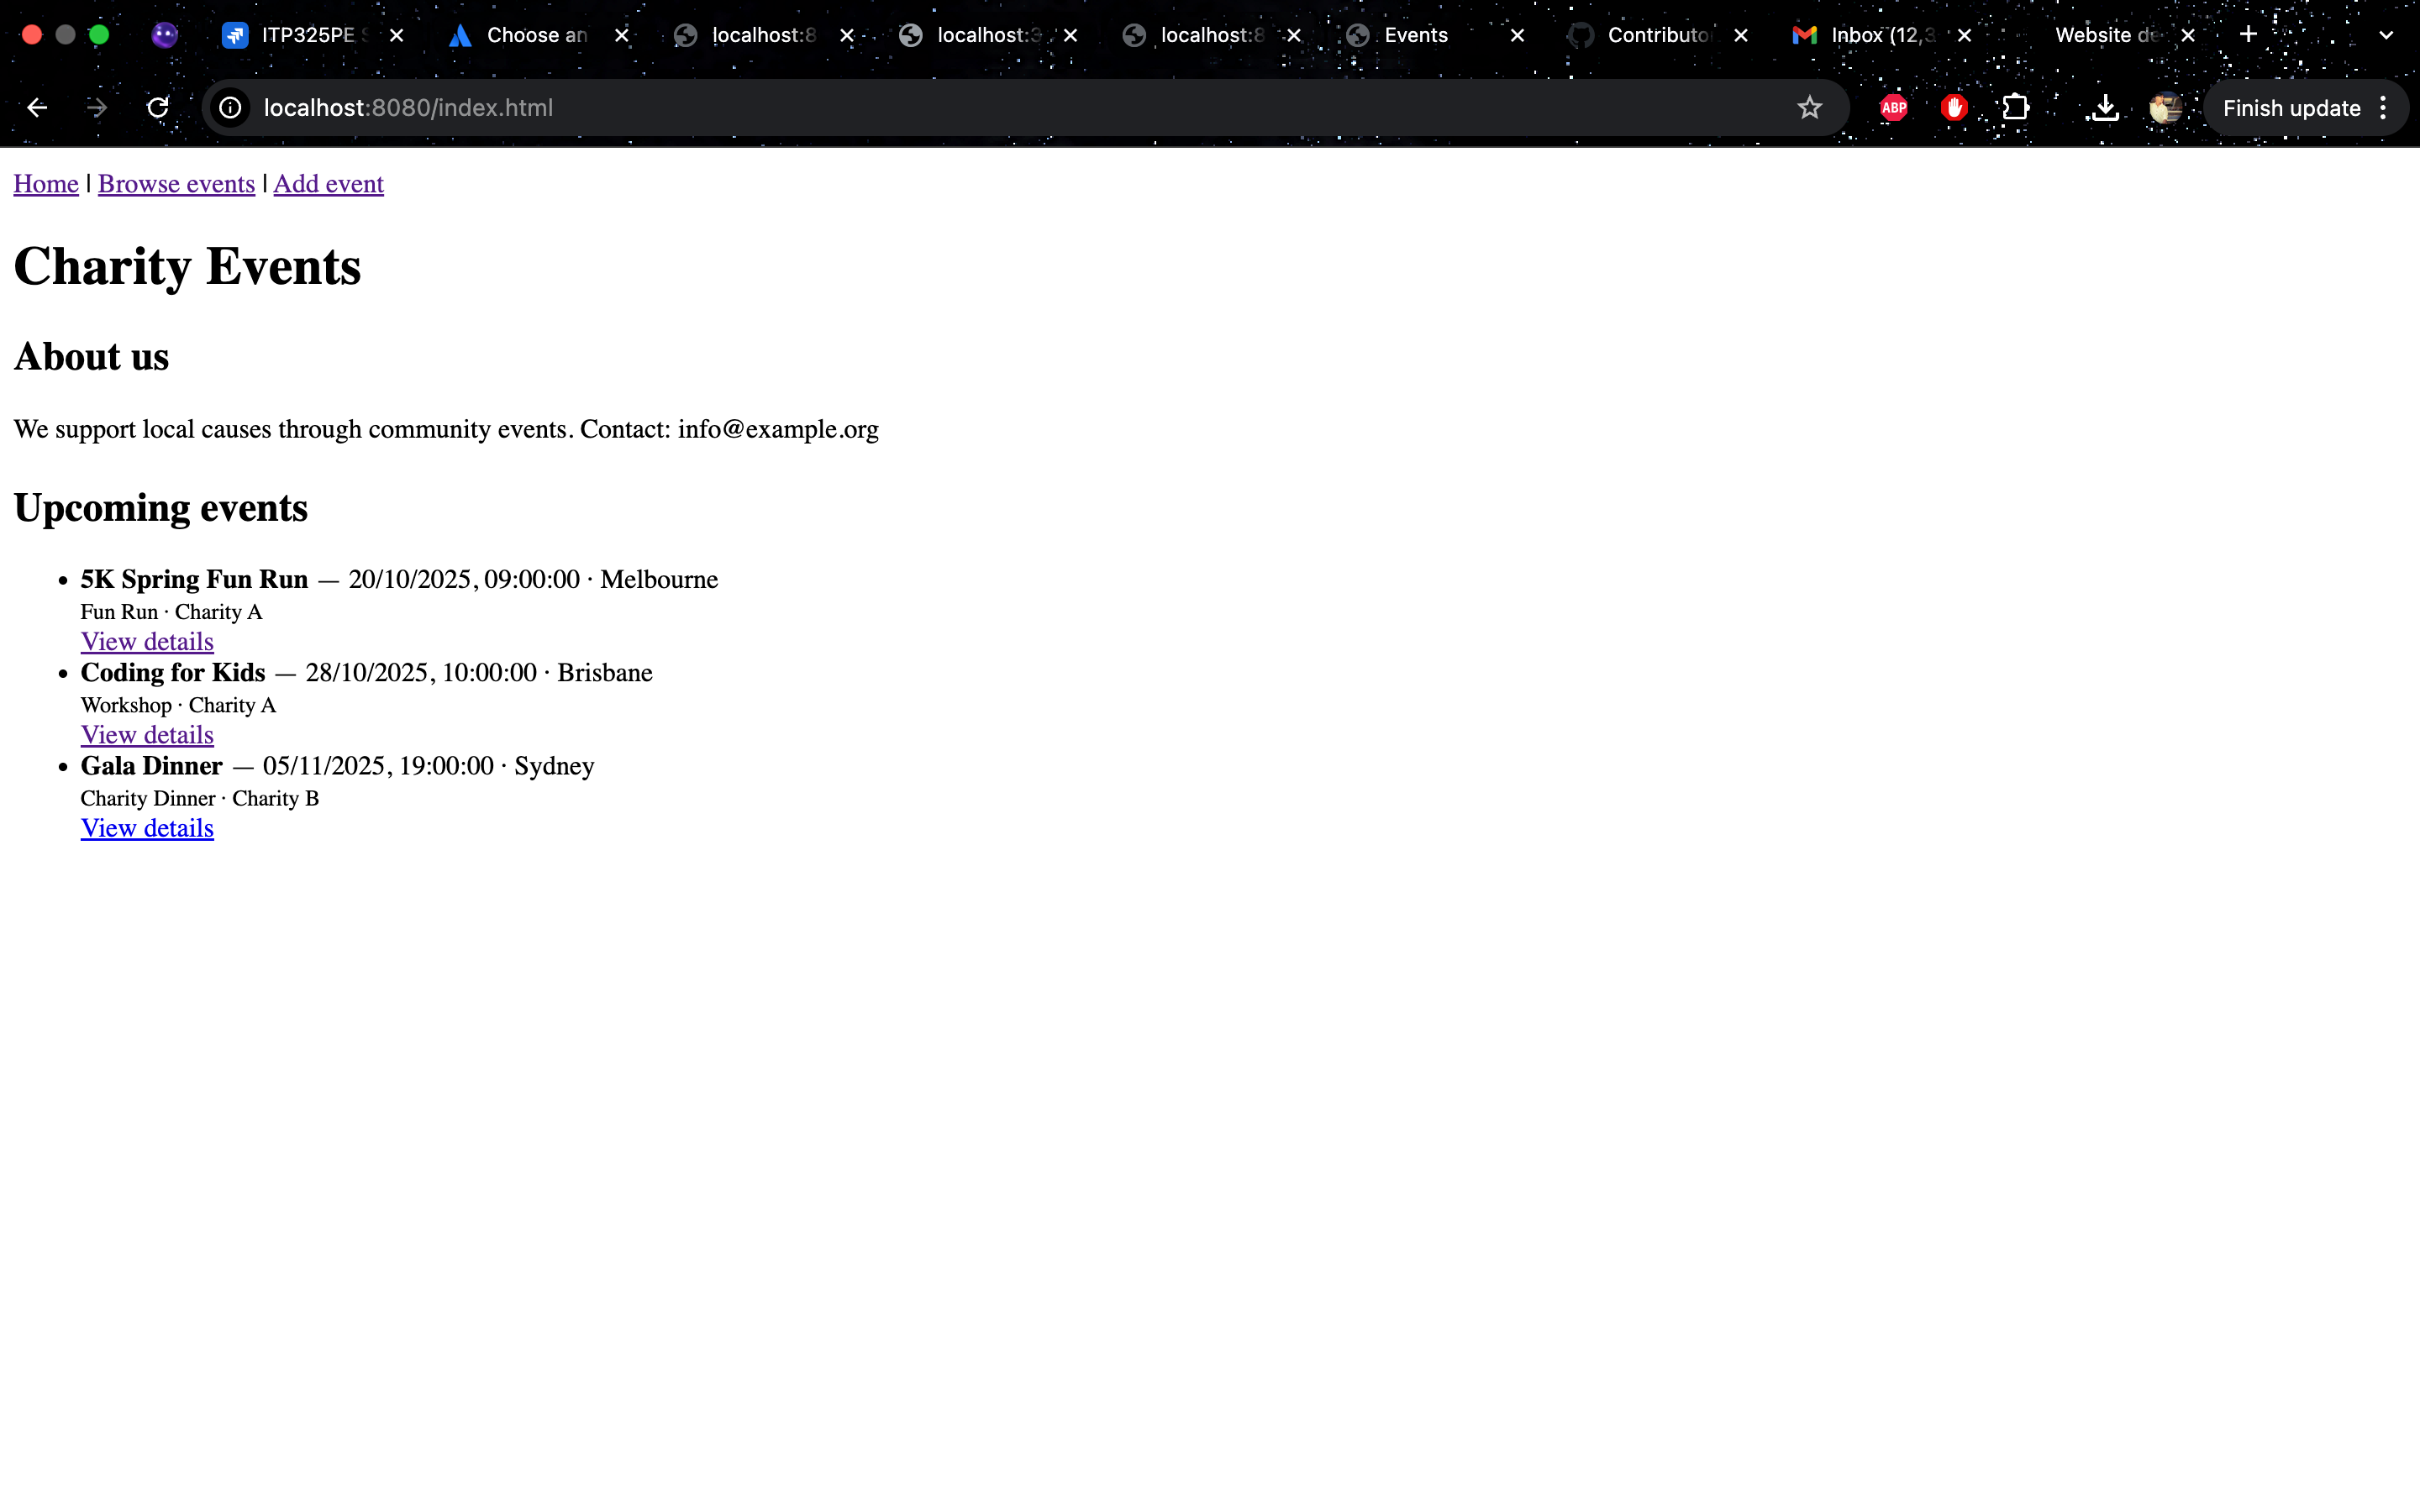 ITP325PE
Choose an
localhost:8
localhost:3
localhost:8
Events
Contributo
Inbox (12,3
Website de
localhost:8080/index.html
ABP
Finish update
Home | Browse events | Add event
Charity Events
About us
We support local causes through community events. Contact: info@example.org
Upcoming events
• 5K Spring Fun Run — 20/10/2025, 09:00:00 · Melbourne
Fun Run · Charity A
View details
• Coding for Kids — 28/10/2025, 10:00:00 · Brisbane
Workshop · Charity A
View details
• Gala Dinner — 05/11/2025, 19:00:00 · Sydney
Charity Dinner · Charity B
View details